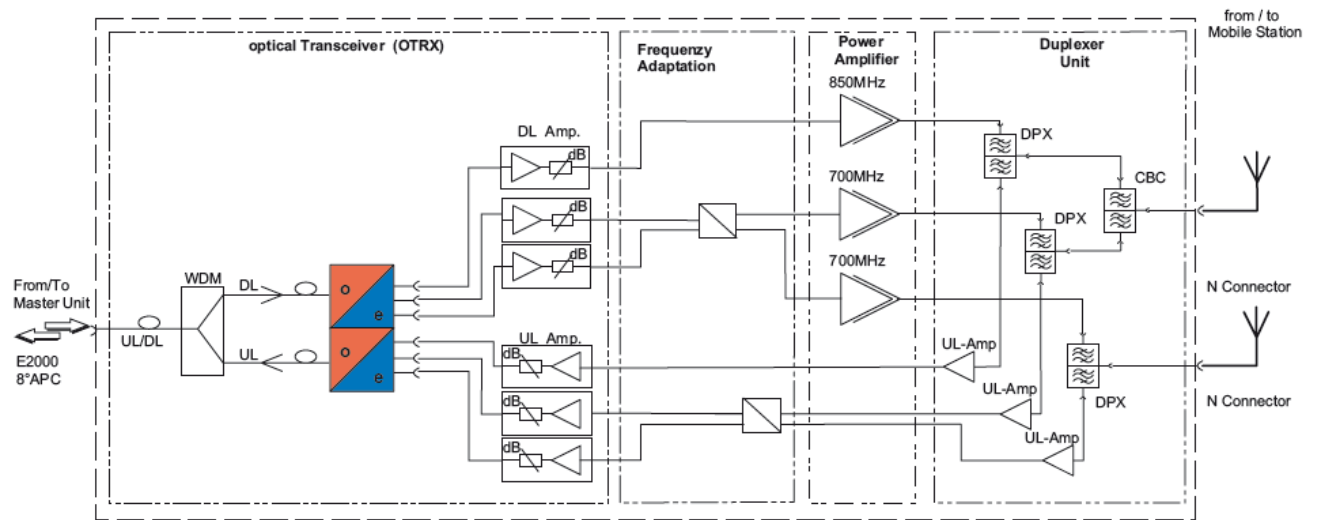 from / to
Mobile Station
optical Transceiver (OTRX)
Frequenzy
Adaptation
Power
Amplifier
Duplexer
Unit
850MHz
DL Amp.
dB
DPX
CBC
700MHz
dB
DPX
dB
700MHz
From/To
Master Unit
WDM
DL
o
e
N Connector
UL/DL
E2000
8°APC
UL
o
e
UL Amp.
dB
UL-Amp
UL-Amp
DPX
N Connector
dB
UL-Amp
dB